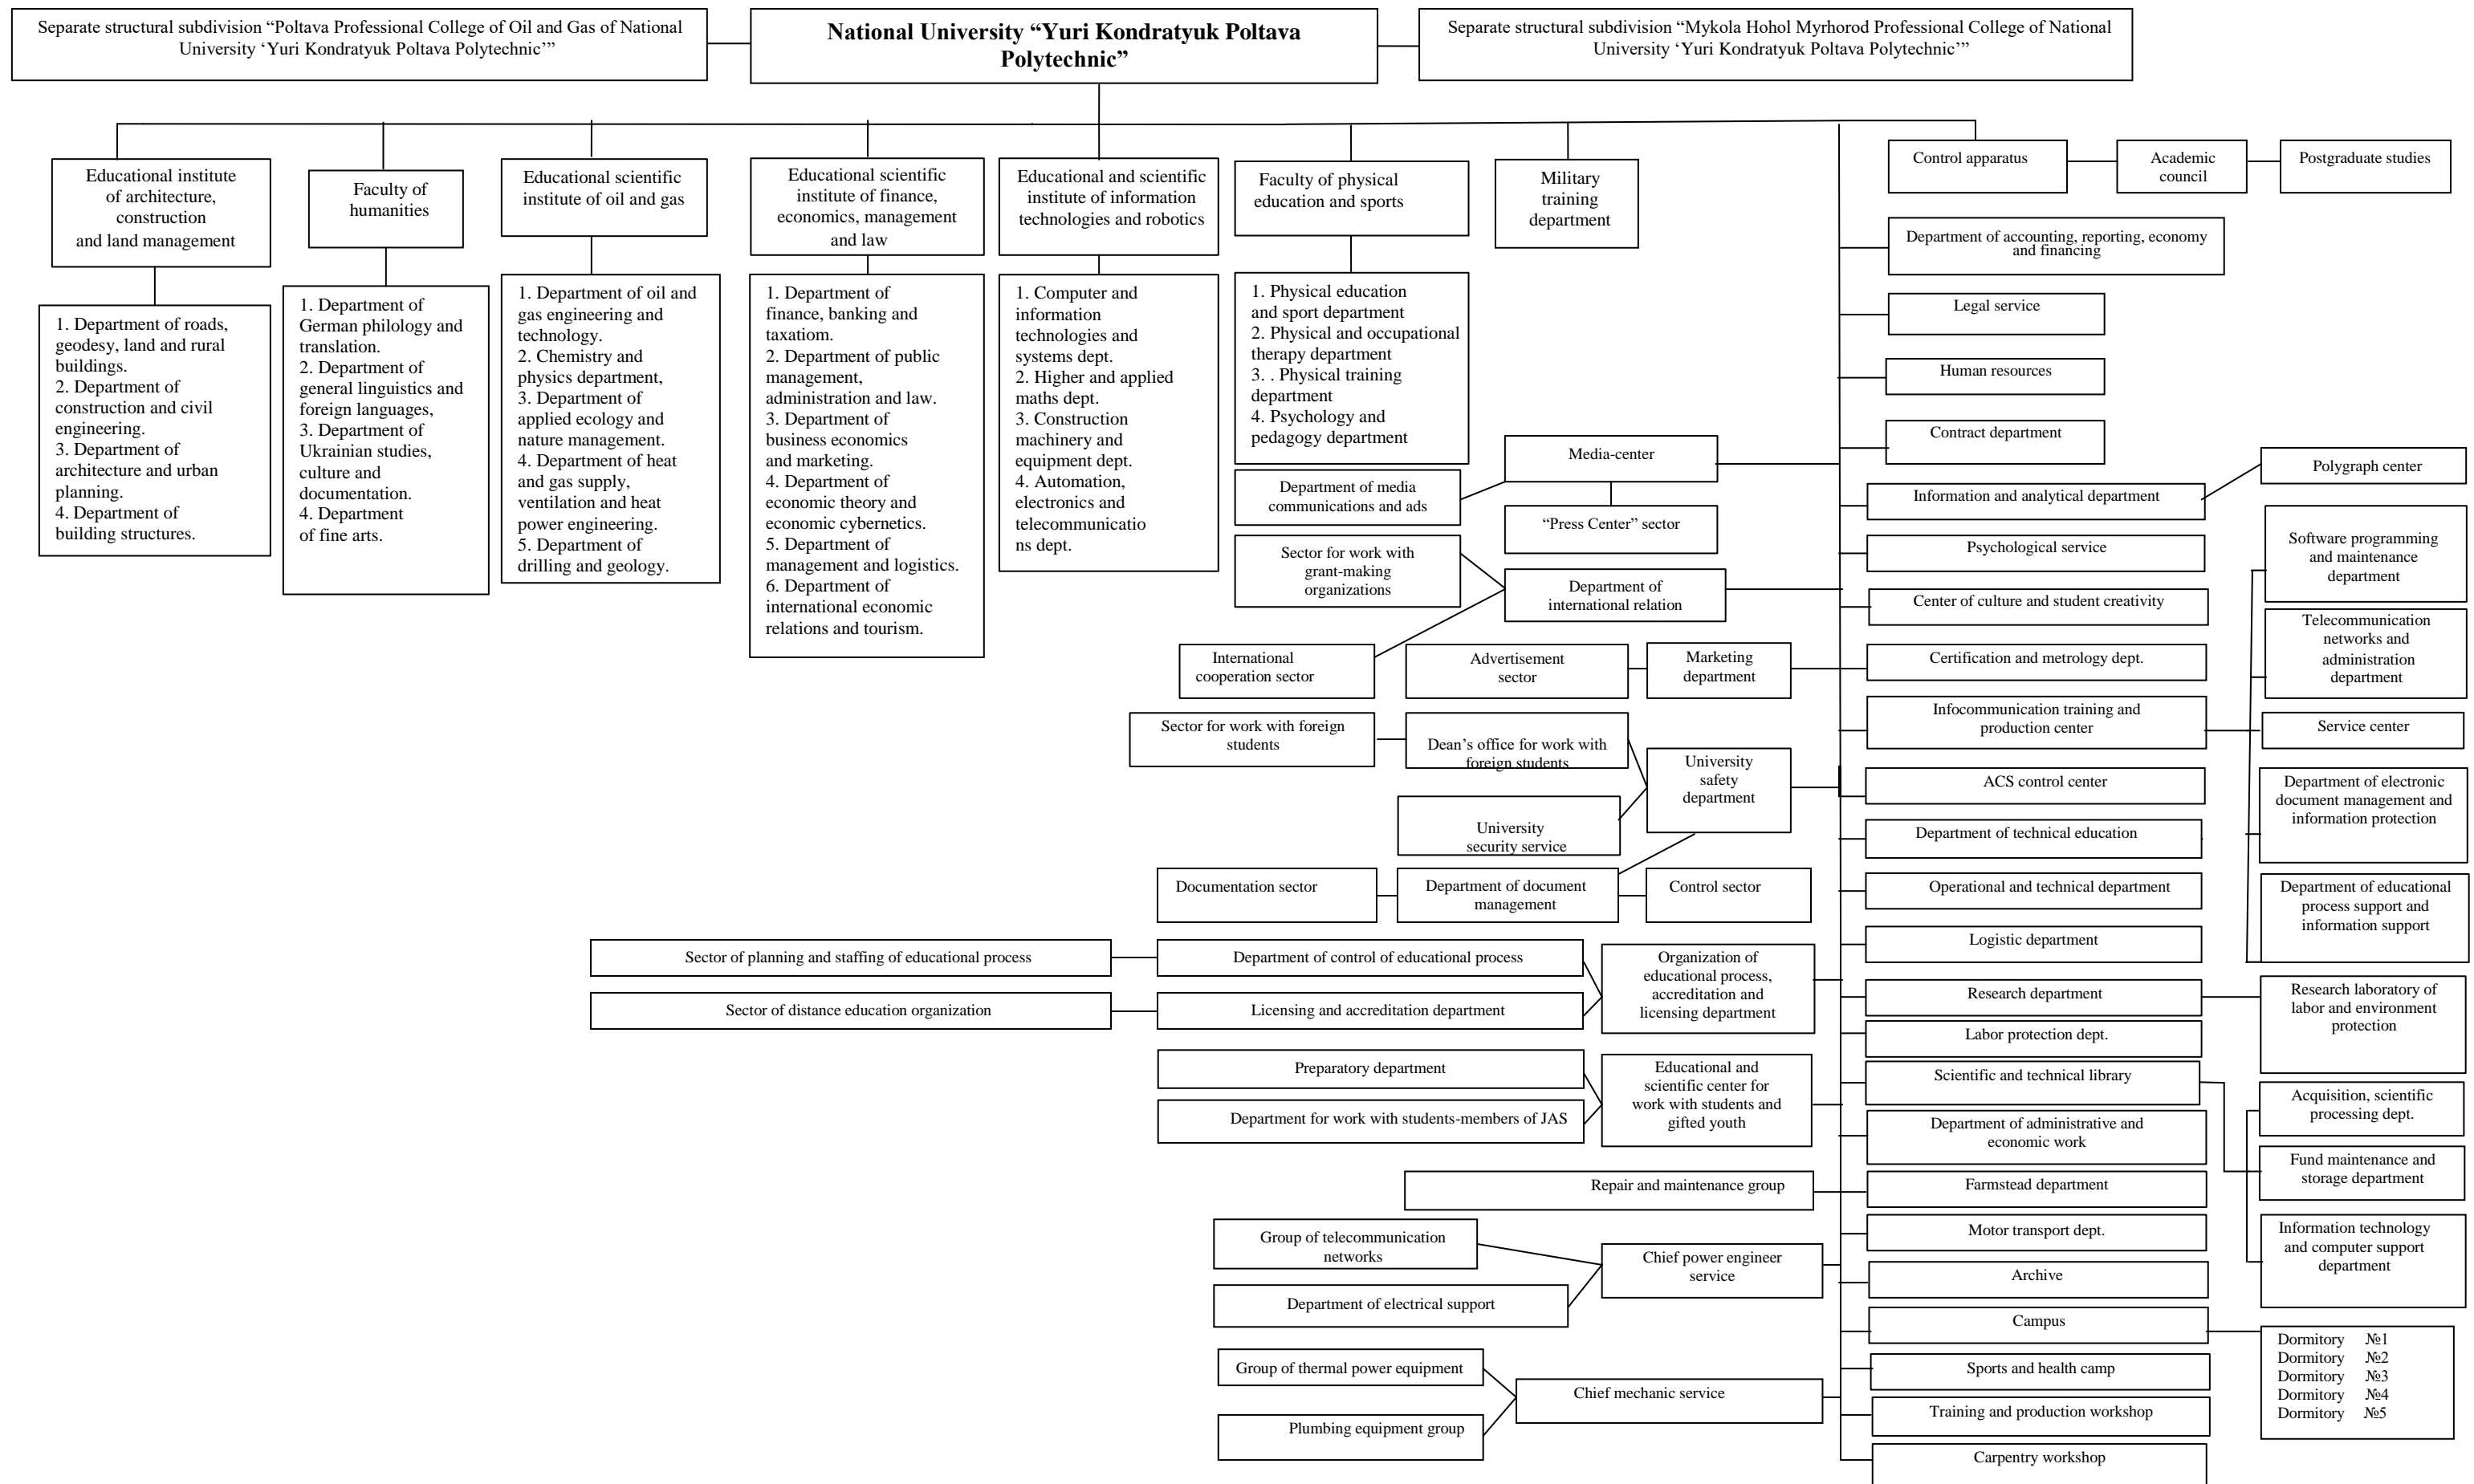 Separate structural subdivision “Poltava Professional College of Oil and Gas of National
University ‘Yuri Kondratyuk Poltava Polytechnic’”
National University “Yuri Kondratyuk Poltava
Polytechnic”
Separate structural subdivision “Mykola Hohol Myrhorod Professional College of National
University ‘Yuri Kondratyuk Poltava Polytechnic’”
Educational institute
of architecture,
construction
and land management
Faculty of
humanities
Educational scientific
institute of oil and gas
Educational scientific
institute of finance,
economics, management
and law
Educational and scientific
institute of information
technologies and robotics
Faculty of physical
education and sports
Military
training
department
Control apparatus
Academic
council
Postgraduate studies
1. Department of roads,
geodesy, land and rural
buildings.
2. Department of
construction and civil
engineering.
3. Department of
architecture and urban
planning.
4. Department of
building structures.
1. Department of
German philology and
translation.
2. Department of
general linguistics and
foreign languages,
3. Department of
Ukrainian studies,
culture and
documentation.
4. Department
of fine arts.
1. Department of oil and
gas engineering and
technology.
2. Chemistry and
physics department,
3. Department of
applied ecology and
nature management.
4. Department of heat
and gas supply,
ventilation and heat
power engineering.
5. Department of
drilling and geology.
1. Department of
finance, banking and
taxatiom.
2. Department of public
management,
administration and law.
3. Department of
business economics
and marketing.
4. Department of
economic theory and
economic cybernetics.
5. Department of
management and logistics.
6. Department of
international economic
relations and tourism.
1. Computer and
information
technologies and
systems dept.
2. Higher and applied
maths dept.
3. Construction
machinery and
equipment dept.
4. Automation,
electronics and
telecommunicatio
ns dept.
1. Physical education
and sport department
2. Physical and occupational
therapy department
3. . Physical training
department
4. Psychology and
pedagogy department
Department of accounting, reporting, economy
and financing
Legal service
Human resources
Contract department
Media-center
Department of media
communications and ads
“Press Center” sector
Information and analytical department
Polygraph center
Psychological service
Sector for work with
grant-making
organizations
Department of
international relation
International
cooperation sector
Center of culture and student creativity
Software programming
and maintenance
department
Telecommunication
networks and
administration
department
Advertisement
sector
Marketing
department
Certification and metrology dept.
Infocommunication training and
production center
Service center
Sector for work with foreign
students
Dean’s office for work with
foreign students
University
safety
department
University
security service
ACS control center
Department of electronic
document management and
information protection
Department of technical education
Documentation sector
Department of document
management
Control sector
Operational and technical department
Department of educational
process support and
information support
Logistic department
Sector of planning and staffing of educational process
Department of control of educational process
Organization of
educational process,
accreditation and
licensing department
Sector of distance education organization
Licensing and accreditation department
Research department
Research laboratory of
labor and environment
protection
Labor protection dept.
Preparatory department
Educational and
scientific center for
work with students and
gifted youth
Department for work with students-members of JAS
Scientific and technical library
Acquisition, scientific
processing dept.
Department of administrative and
economic work
Fund maintenance and
storage department
Repair and maintenance group
Farmstead department
Motor transport dept.
Information technology
and computer support
department
Group of telecommunication
networks
Chief power engineer
service
Department of electrical support
Archive
Campus
Dormitory №1
Dormitory №2
Dormitory №3
Dormitory №4
Dormitory №5
Group of thermal power equipment
Chief mechanic service
Plumbing equipment group
Sports and health camp
Training and production workshop
Carpentry workshop